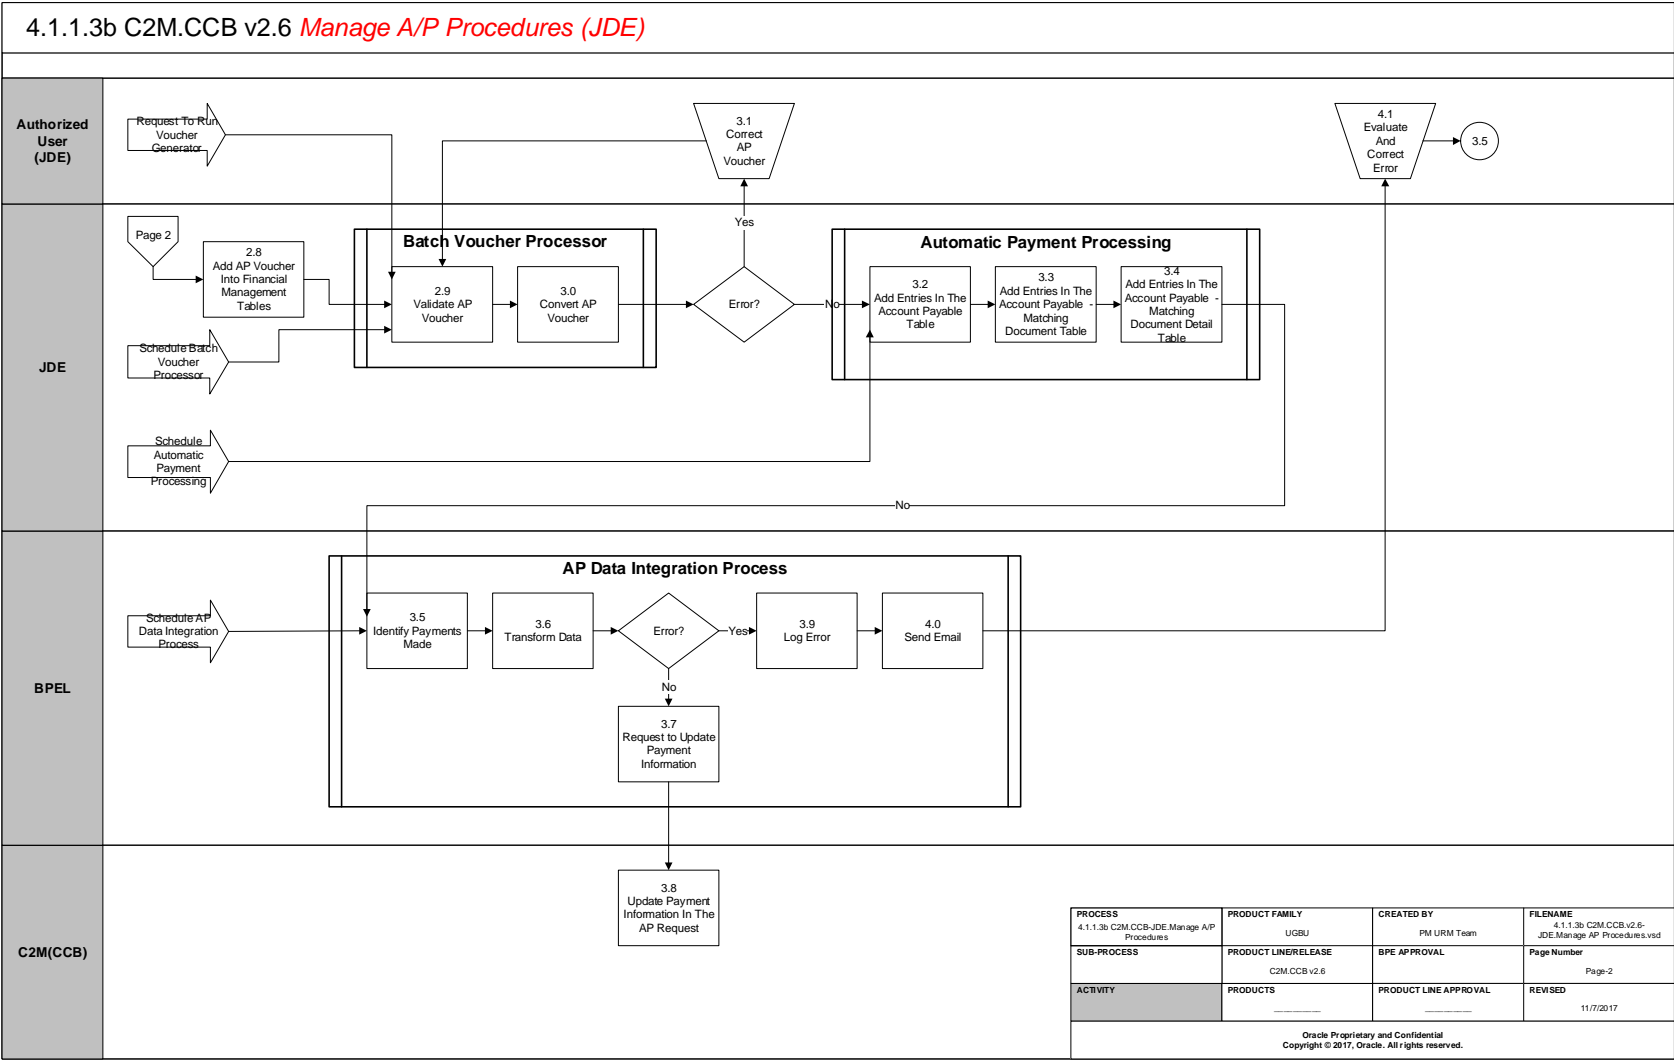 4.1.1.3b C2M.CCB v2.6 Manage A/P Procedures (JDE)
Authorized
User
(JDE)
Request To Run
Voucher
Generator
3.1
Correct
AP
Voucher
4.1
Evaluate
And
Correct
Error
3.5
Yes
JDE
Page 2
2.8
Add AP Voucher
Into Financial
Management
Tables
Schedule Batch
Voucher
Processor
Schedule
Automatic
Payment
Processing
Batch Voucher Processor
2.9
Validate AP
Voucher
3.0
Convert AP
Voucher
Error?
No
Automatic Payment Processing
3.2
Add Entries In The
Account Payable
Table
3.3
Add Entries In The
Account Payable -
Matching
Document Table
3.4
Add Entries In The
Account Payable -
Matching
Document Detail
Table
No
BPEL
AP Data Integration Process
Schedule AP
Data Integration
Process
3.5
Identify Payments
Made
3.6
Transform Data
Error?
Yes
3.9
Log Error
4.0
Send Email
No
3.7
Request to Update
Payment
Information
C2M(CCB)
3.8
Update Payment
Information In The
AP Request
PROCESS
4.1.1.3b C2M.CCB-JDE.Manage A/P
Procedures
PRODUCT FAMILY
UGBU
CREATED BY
PM URM Team
FILENAME
4.1.1.3b C2M.CCB.v2.6-
JDE.Manage AP Procedures.vsd
SUB-PROCESS
PRODUCT LINE/RELEASE
C2M.CCB v2.6
BPE APPROVAL
Page Number
Page-2
ACTIVITY
PRODUCTS
PRODUCT LINE APPROVAL
REVISED
11/7/2017
Oracle Proprietary and Confidential
Copyright © 2017, Oracle. All rights reserved.